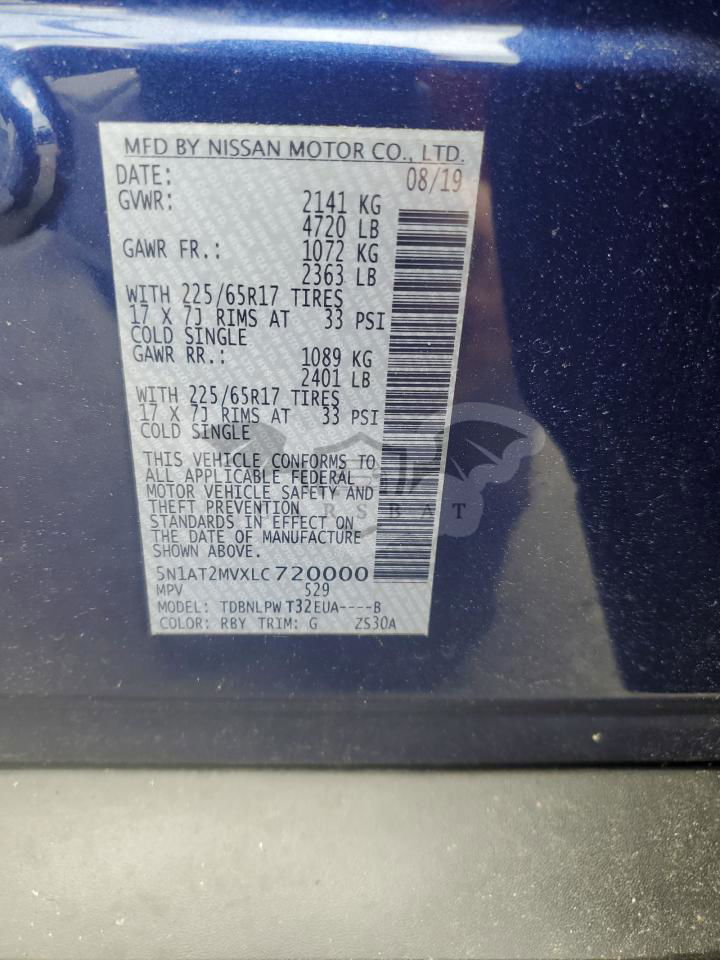 MFD BY NISSAN MOTOR CO., LTD.
DATE: 08/19
GVWR: 2141 KG
4720 LB
GAWR FR.: 1072 KG
2363 LB
WITH 225/65R17 TIRES
17 X 7J RIMS AT 33 PSI
COLD SINGLE
GAWR RR.: 1089 KG
2401 LB
WITH 225/65R17 TIRES
17 X 7J RIMS AT 33 PSI
COLD SINGLE
THIS VEHICLE CONFORMS TO
ALL APPLICABLE FEDERAL
MOTOR VEHICLE SAFETY AND
THEFT PREVENTION
STANDARDS IN EFFECT ON
THE DATE OF MANUFACTURE
SHOWN ABOVE.
5N1AT2MVXLC720000
MPV 529
MODEL: TDBNLPW T32EUA----B
COLOR: RBY TRIM: G ZS30A
RSBAT